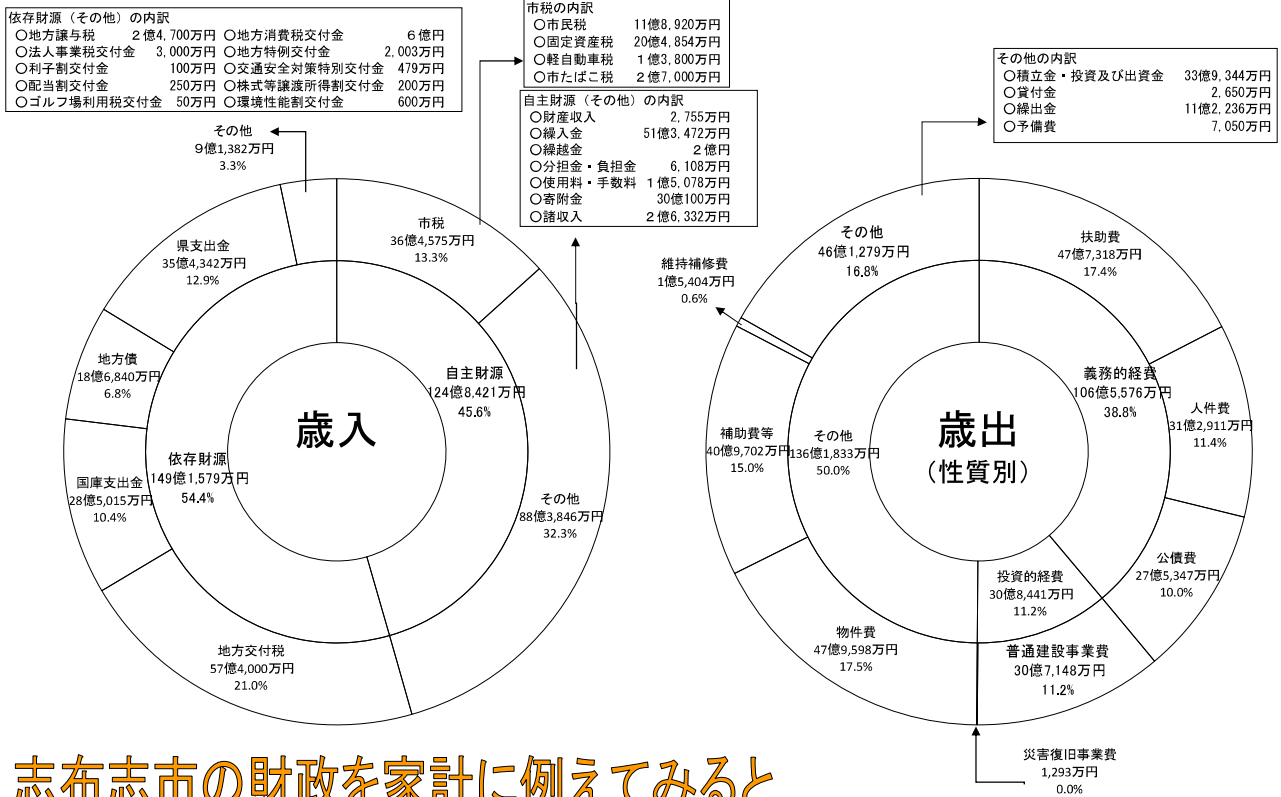 依存財源（その他）の内訳
〇地方譲与税 2億4,700万円 〇地方消費税交付金 6億円
〇法人事業税交付金 3,000万円 〇地方特例交付金 2,003万円
〇利子割交付金 100万円 〇交通安全対策特別交付金 479万円
〇配当割交付金 250万円 〇株式等譲渡所得割交付金 200万円
〇ゴルフ場利用税交付金 50万円 〇環境性能割交付金 600万円
市税の内訳
〇市民税 11億8,920万円
〇固定資産税 20億4,854万円
〇軽自動車税 1億3,800万円
〇市たばこ税 2億7,000万円
自主財源（その他）の内訳
〇財産収入 2,755万円
〇繰入金 51億3,472万円
〇繰越金 2億円
〇分担金・負担金 6,108万円
〇使用料・手数料 1億5,078万円
〇寄附金 30億100万円
〇諸収入 2億6,332万円
その他の内訳
〇積立金・投資及び出資金 33億9,344万円
〇貸付金 2,650万円
〇繰出金 11億2,236万円
〇予備費 7,050万円
その他
9億1,382万円
3.3%
市税
36億4,575万円
13.3%
県支出金
35億4,342万円
12.9%
地方債
18億6,840万円
6.8%
自主財源
124億8,421万円
45.6%
歳入
依存財源
149億1,579万円
54.4%
国庫支出金
28億5,015万円
10.4%
その他
88億3,846万円
32.3%
地方交付税
57億4,000万円
21.0%
その他
46億1,279万円
16.8%
扶助費
47億7,318万円
17.4%
維持補修費
1億5,404万円
0.6%
義務的経費
106億5,576万円
38.8%
人件費
31億2,911万円
11.4%
歳出
（性質別）
補助費等
40億9,702万円
15.0%
その他
136億1,833万円
50.0%
公債費
27億5,347万円
10.0%
投資的経費
30億8,441万円
11.2%
物件費
47億9,598万円
17.5%
普通建設事業費
30億7,148万円
11.2%
災害復旧事業費
1,293万円
0.0%
志布志市の財政を家計に例えてみると